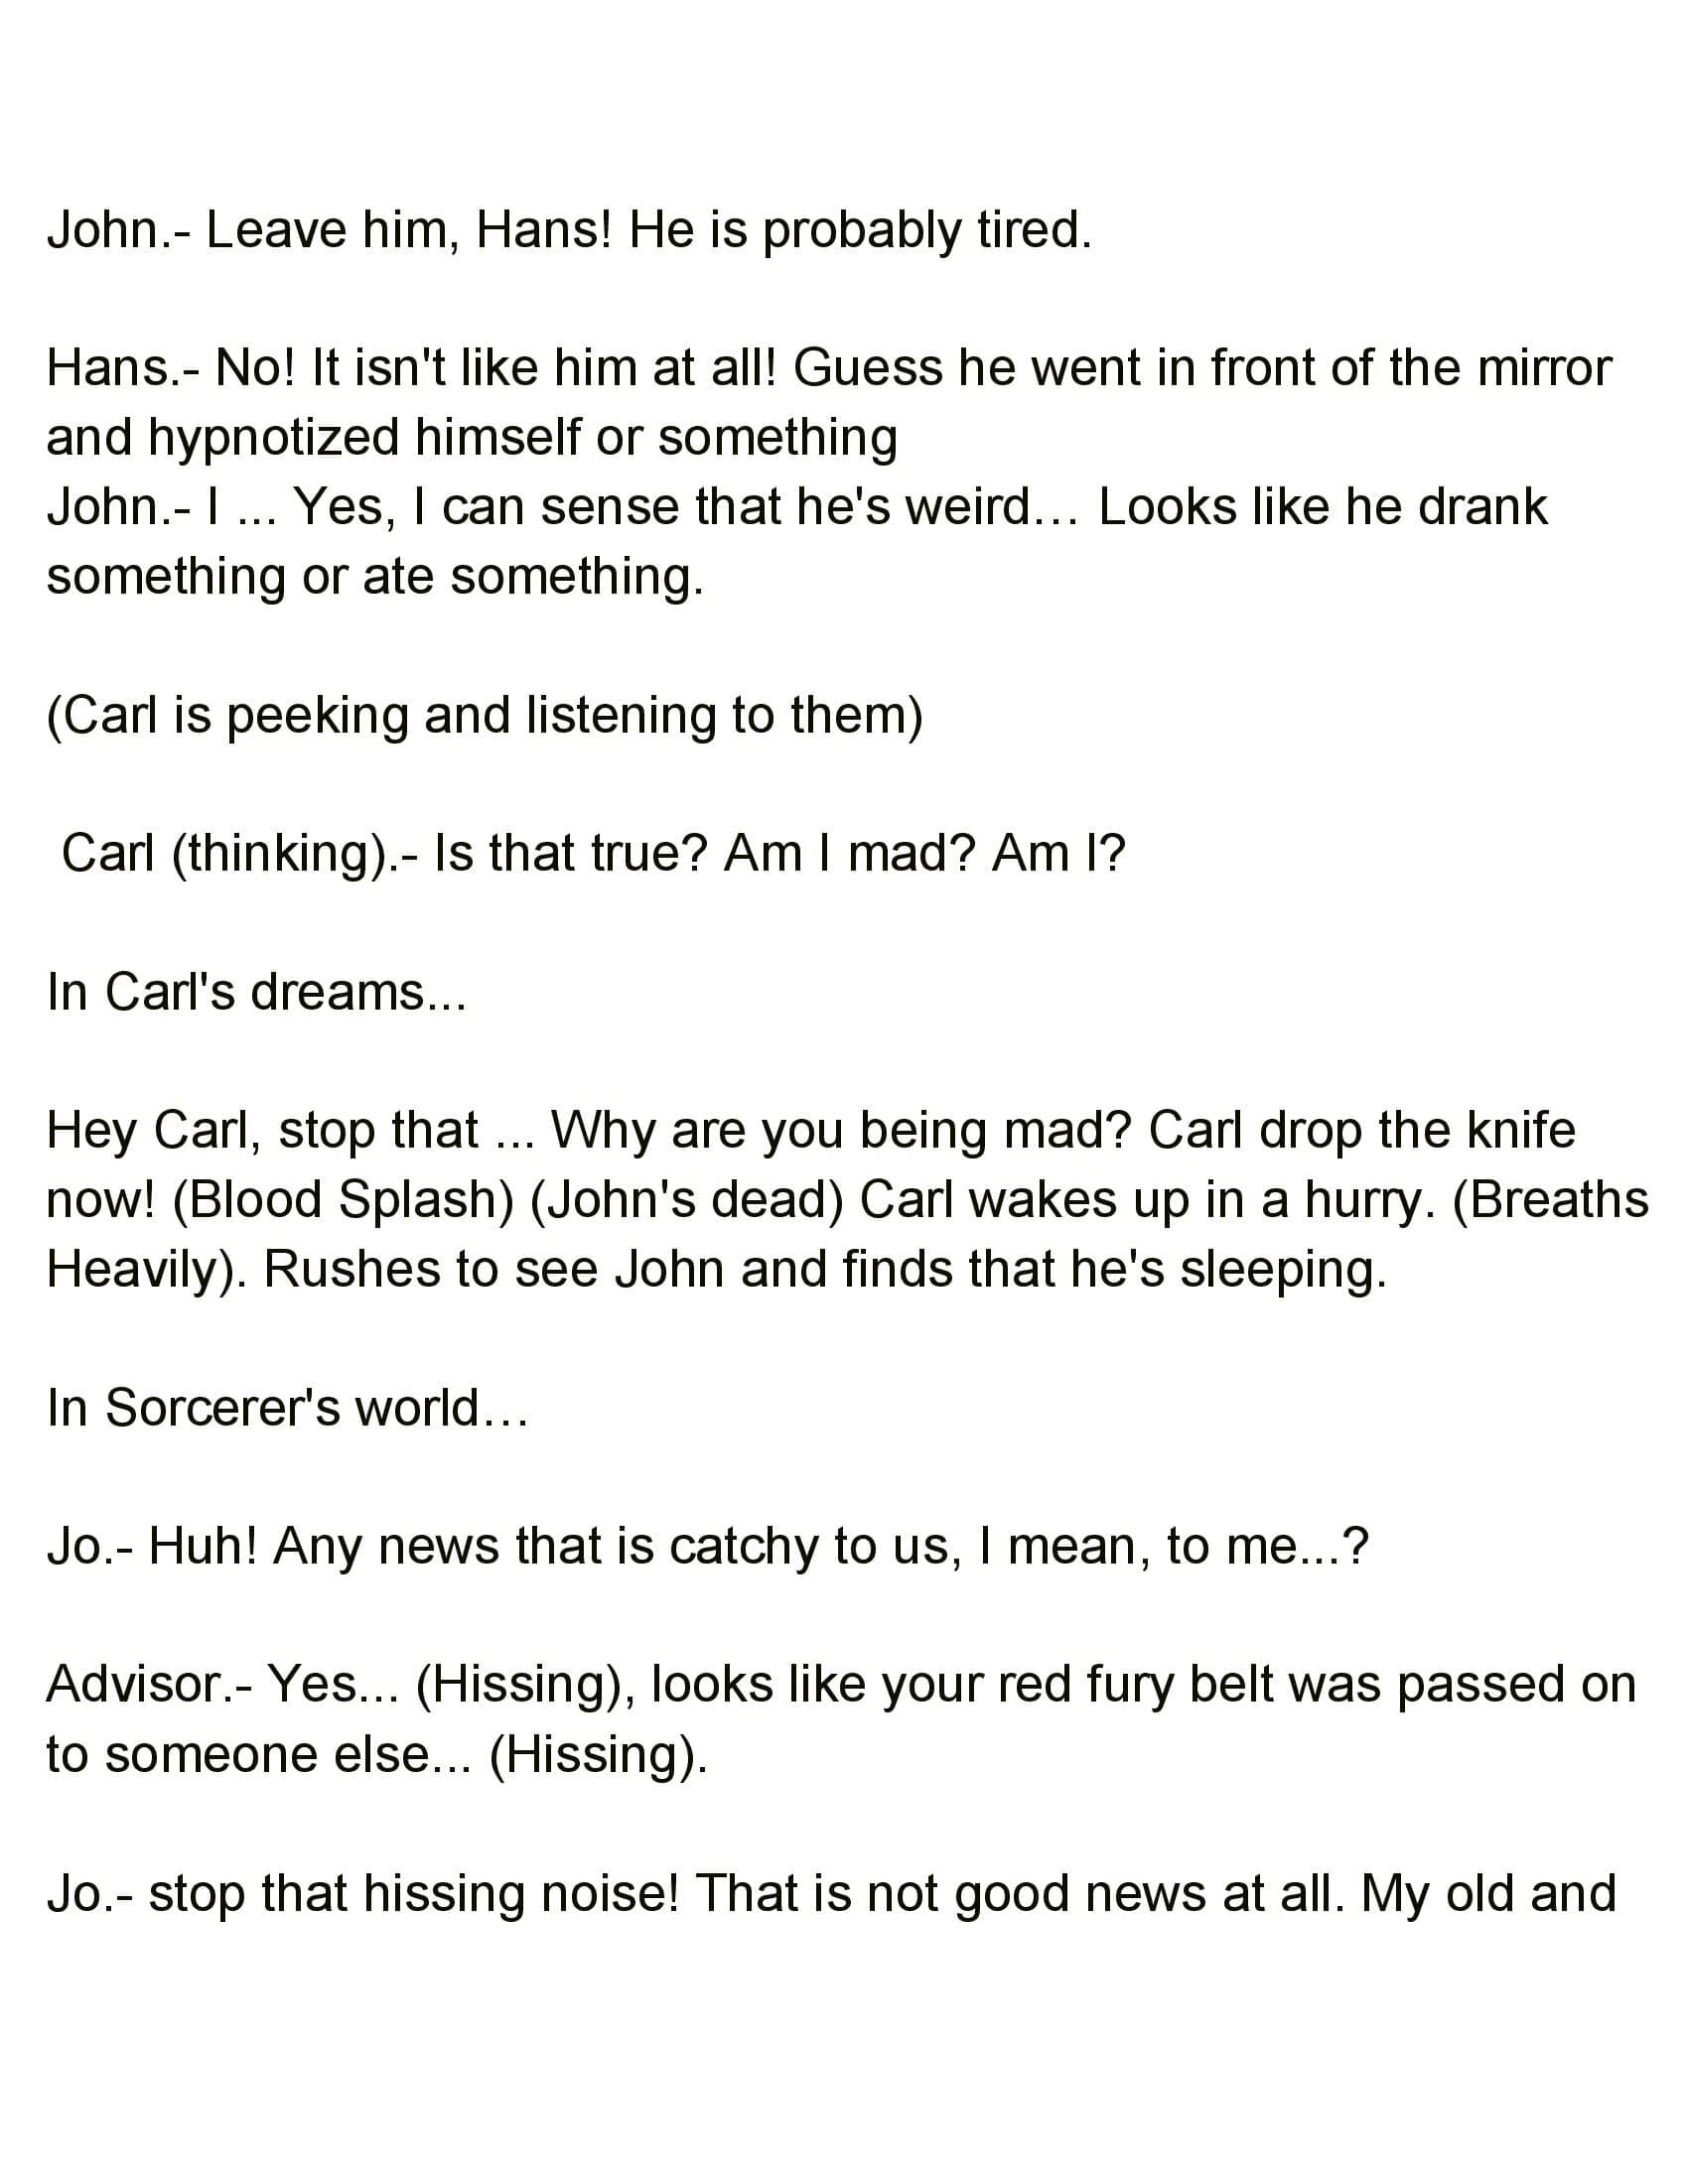 John.- Leave him, Hans! He is probably tired.
Hans.- No! It isn't like him at all! Guess he went in front of the mirror
and hypnotized himself or something
John.- I ... Yes, I can sense that he's weird… Looks like he drank
something or ate something.
(Carl is peeking and listening to them)
Carl (thinking).- Is that true? Am I mad? Am I?
In Carl's dreams...
Hey Carl, stop that ... Why are you being mad? Carl drop the knife
now! (Blood Splash) (John's dead) Carl wakes up in a hurry. (Breaths
Heavily). Rushes to see John and finds that he's sleeping.
In Sorcerer's world…
Jo.- Huh! Any news that is catchy to us, I mean, to me...?
Advisor.- Yes... (Hissing), looks like your red fury belt was passed on
to someone else... (Hissing).
Jo.- stop that hissing noise! That is not good news at all. My old and